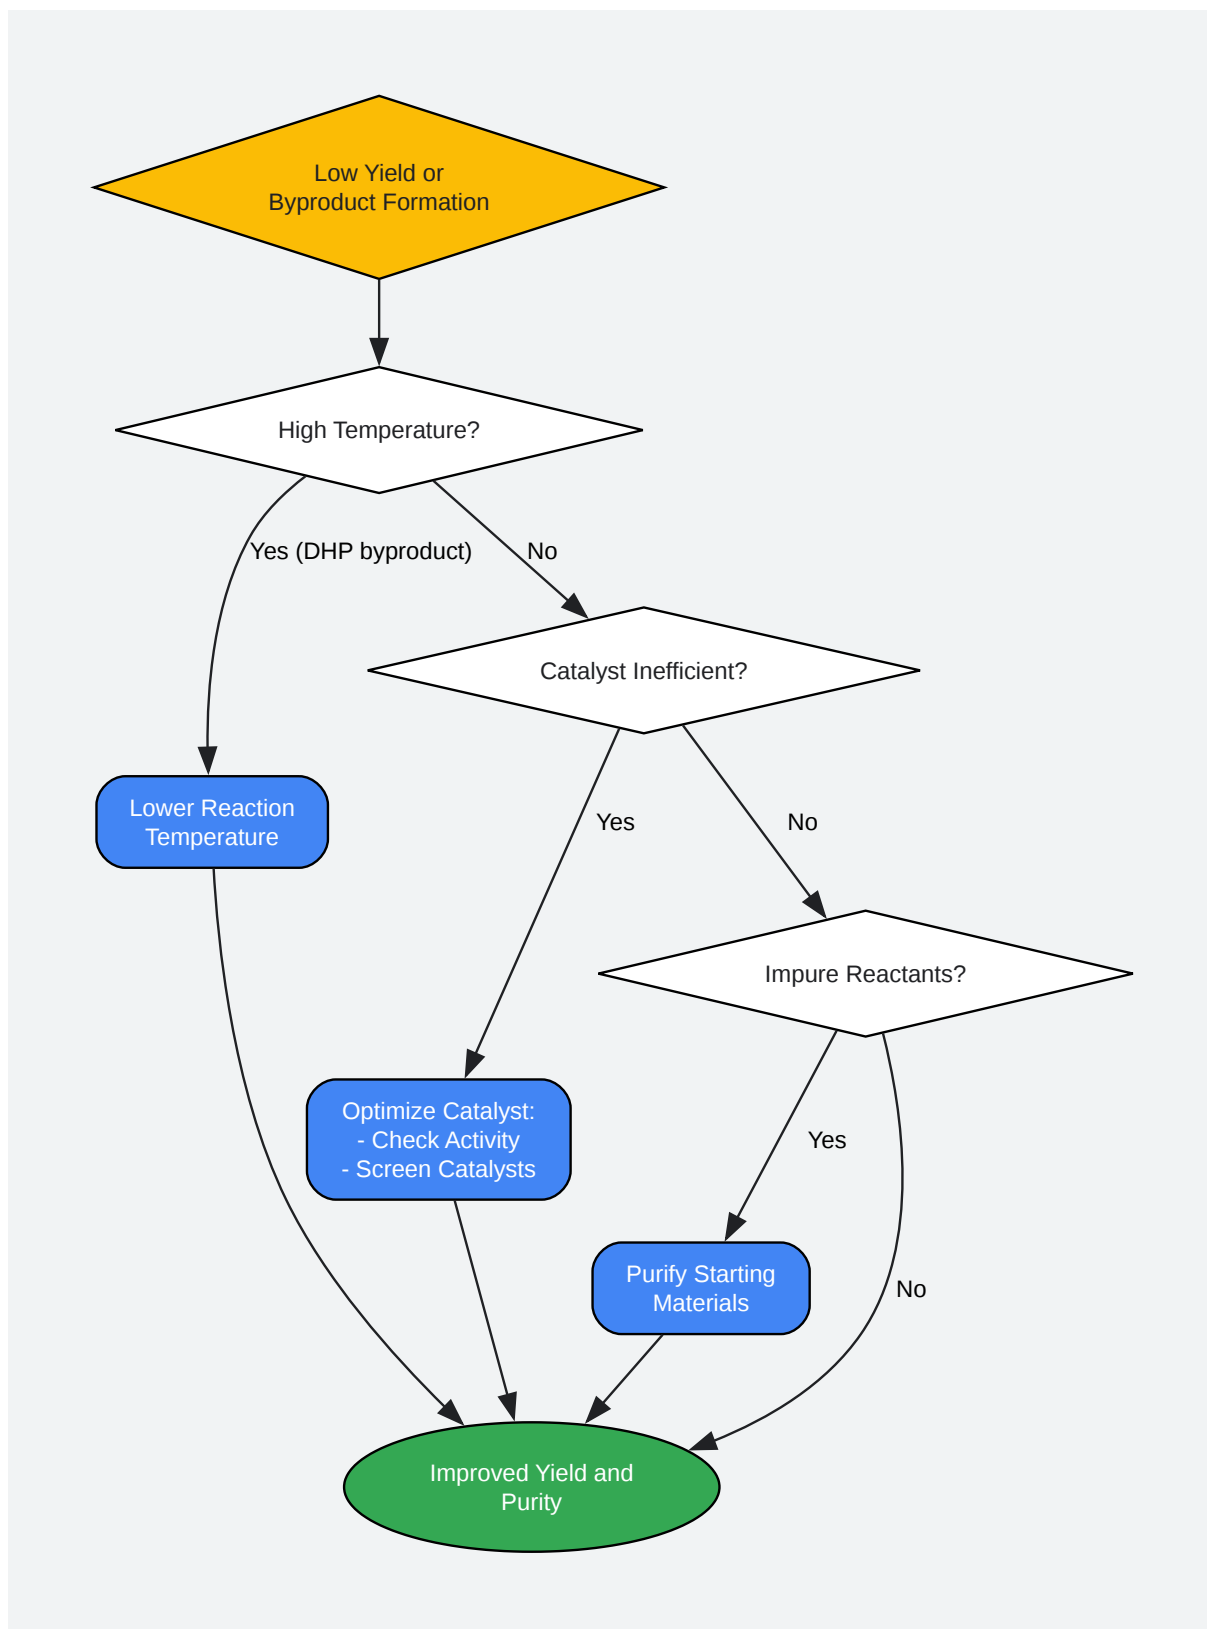 Low Yield or
Byproduct Formation
High Temperature?
Yes (DHP byproduct)
No
Catalyst Inefficient?
Lower Reaction
Temperature
Yes
No
Impure Reactants?
Optimize Catalyst:
- Check Activity
- Screen Catalysts
Yes
Purify Starting
Materials
No
Improved Yield and
Purity